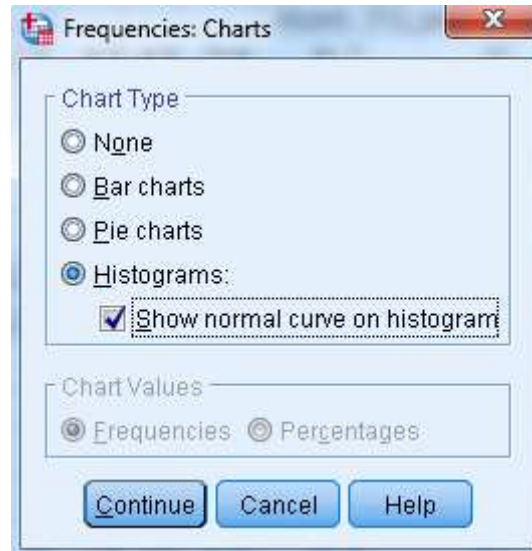 Frequencies: Charts
Chart Type
None
Bar charts
Pie charts
Histograms:
Show normal curve on histogram
Chart Values
Frequencies Percentages
Continue Cancel Help